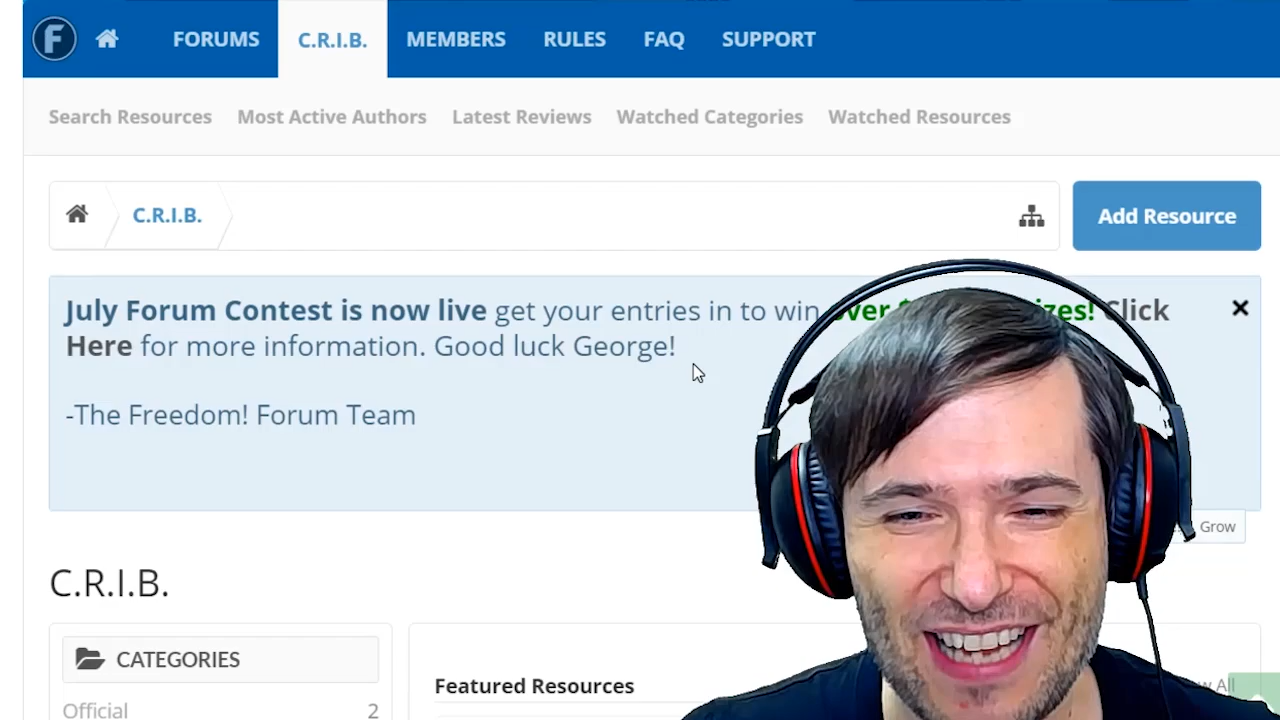 F FORUMS C.R.I.B. MEMBERS RULES FAQ SUPPORT
Search Resources Most Active Authors Latest Reviews Watched Categories Watched Resources
C.R.I.B. Add Resource
July Forum Contest is now live get your entries in to win over Click
Here for more information. Good luck George!
-The Freedom! Forum Team
Grow
C.R.I.B.
CATEGORIES
Featured Resources All
Official 2